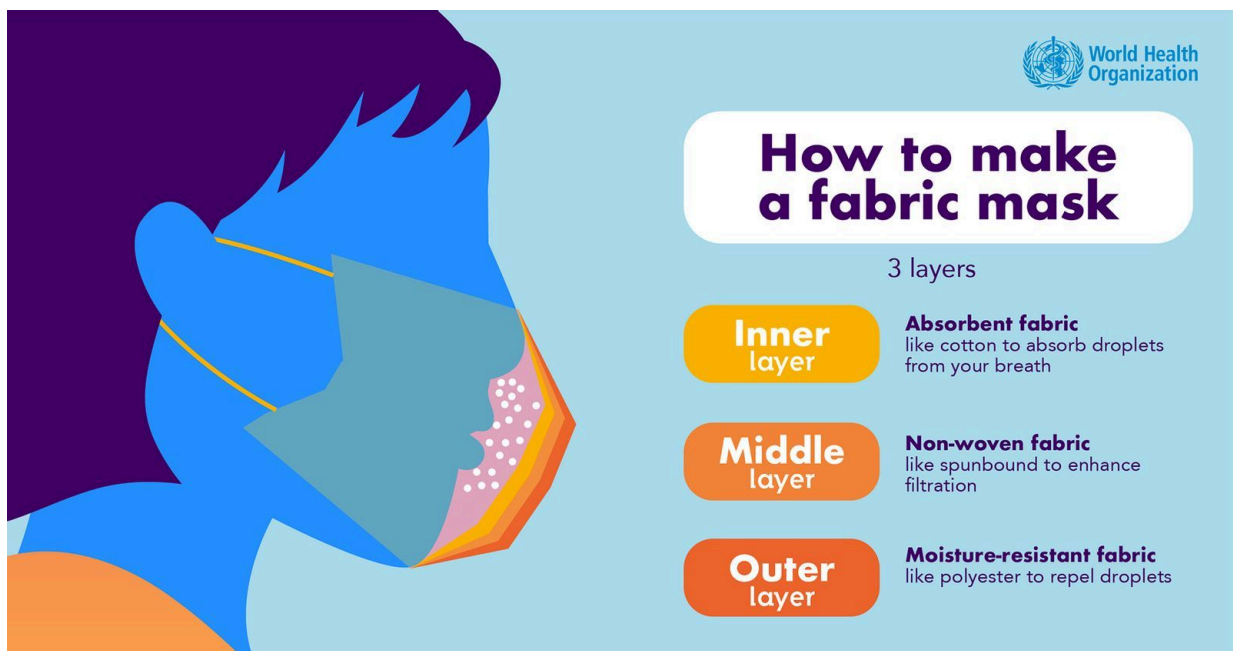 World Health
Organization
How to make
a fabric mask
3 layers
Inner
layer
Absorbent fabric
like cotton to absorb droplets
from your breath
Middle
layer
Non-woven fabric
like spunbound to enhance
filtration
Outer
layer
Moisture-resistant fabric
like polyester to repel droplets